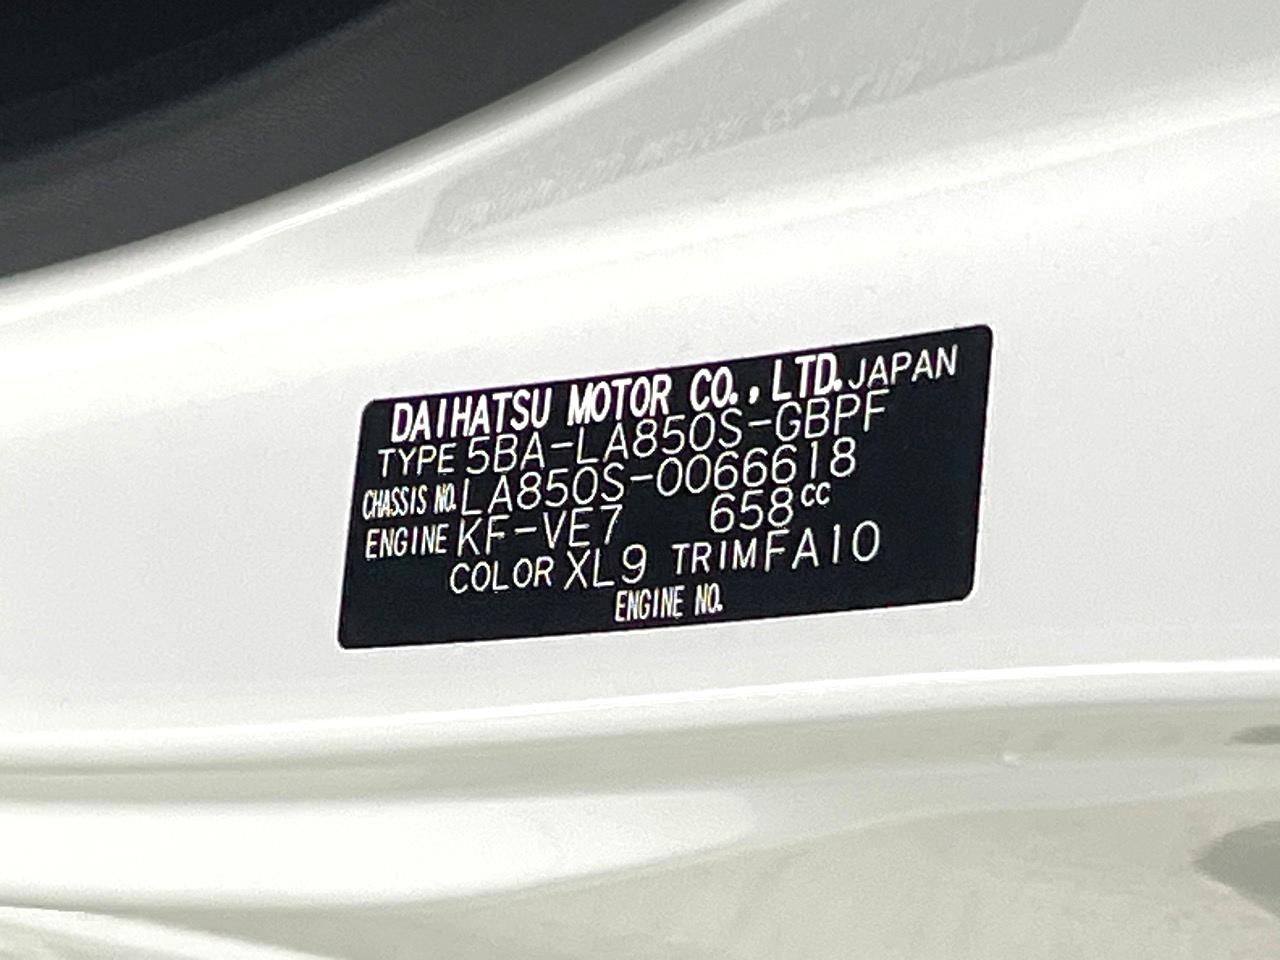 DAIHATSU MOTOR CO., LTD. JAPAN
TYPE 5BA-LA850S-GBPF
CHASSIS NO. LA850S-0066618
ENGINE KF-VE7 658cc
COLOR XL9 TRIM FA10
ENGINE NO.